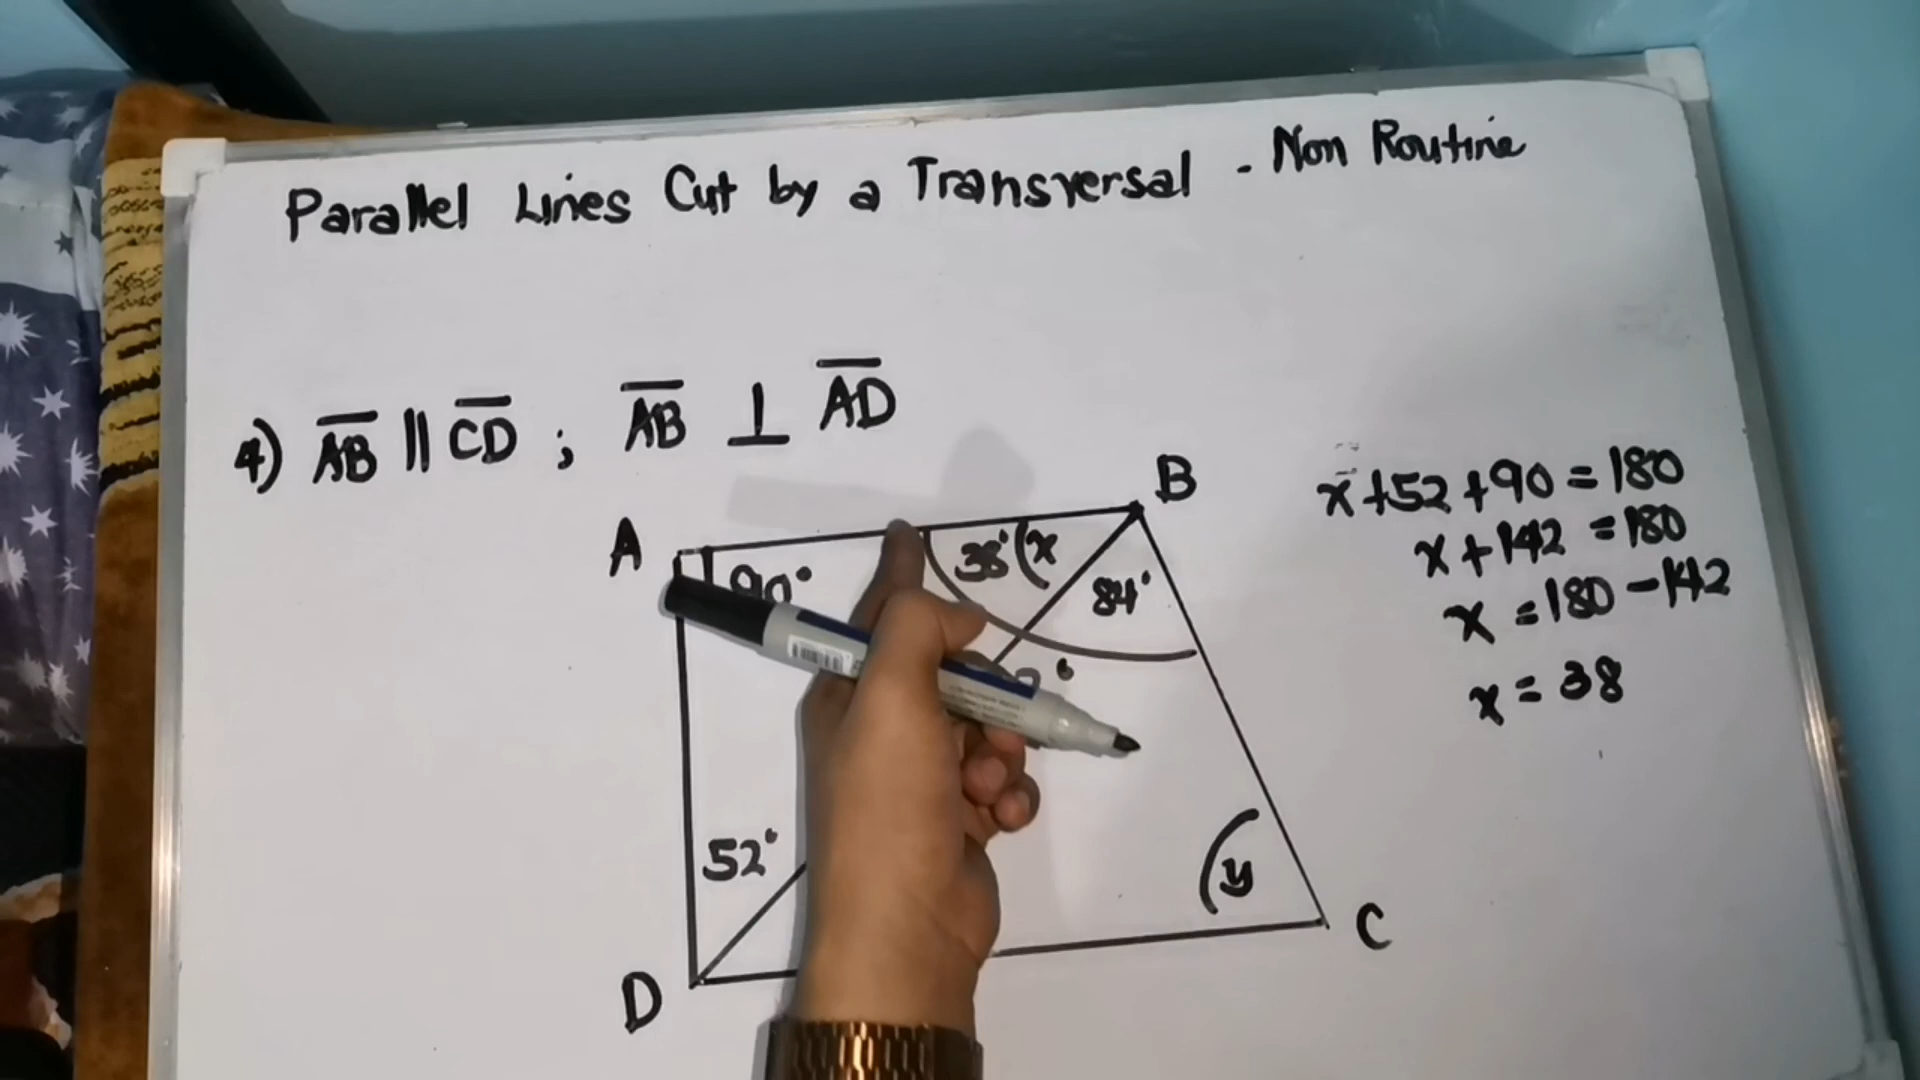 Parallel Lines Cut by a Transversal - Non Routine
4) AB || CD ; AB ⊥ AD
x+52+90=180
x+142=180
x=180-142
x=38
A
B
90°
38° (x
84°
52°
(y
C
D